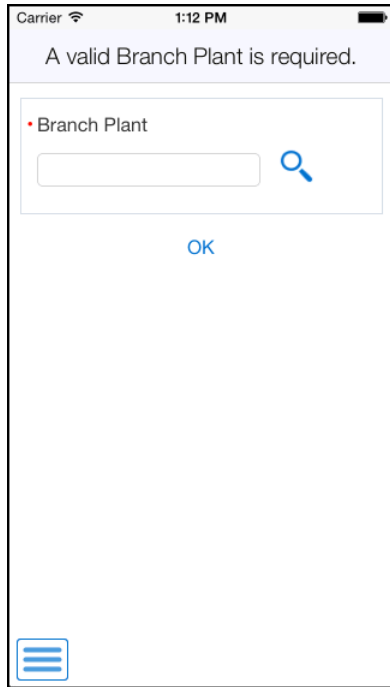 Carrier 1:12 PM
A valid Branch Plant is required.
• Branch Plant
OK